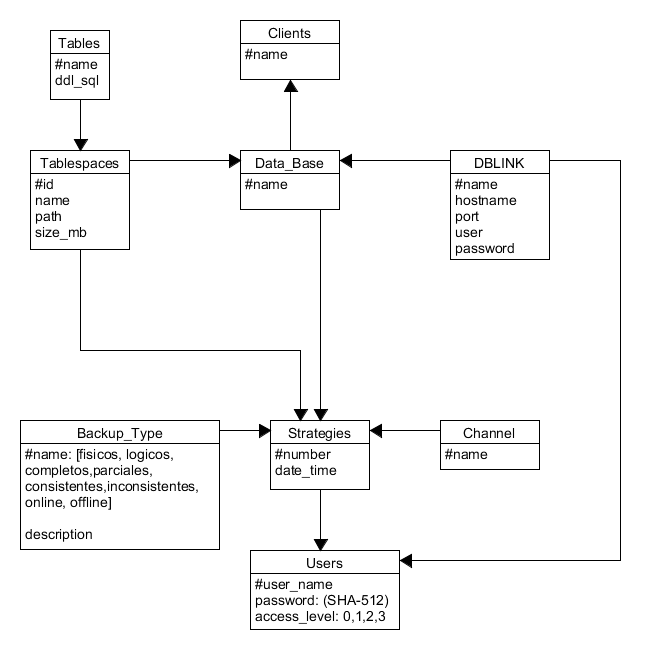 Clients
#name
Tables
#name
ddl_sql
Tablespaces
#id
name
path
size_mb
Data_Base
#name
DBLINK
#name
hostname
port
user
password
Backup_Type
#name: [fisicos, logicos,
completos,parciales,
consistentes,inconsistentes,
online, offline]
description
Strategies
#number
date_time
Channel
#name
Users
#user_name
password: (SHA-512)
access_level: 0,1,2,3